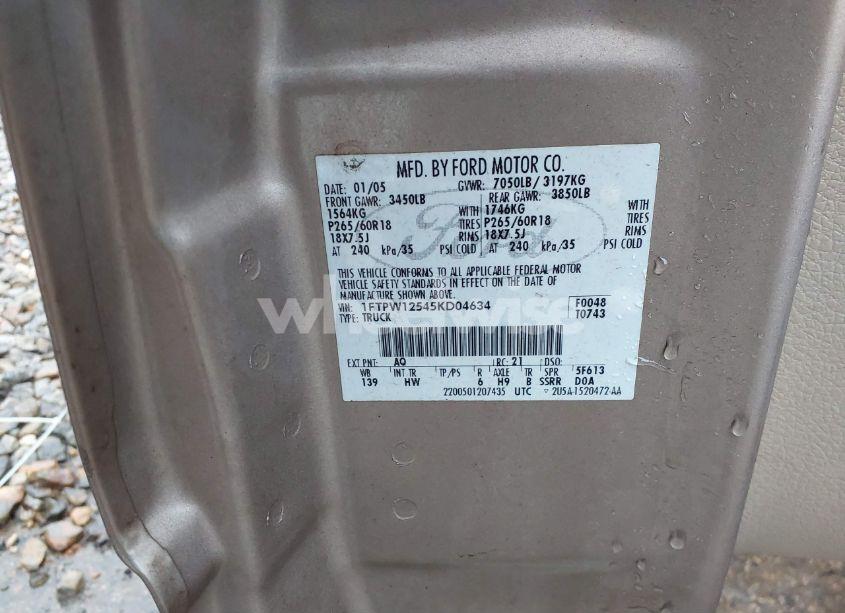 MFD. BY FORD MOTOR CO.
DATE: 01/05 GVWR: 7050LB/ 3197KG
FRONT GAWR: 3450LB REAR GAWR: 3850LB
1564KG WITH 1746KG WITH
P265/60R18 TIRES P265/60R18 TIRES
18X7.5J RIMS 18X7.5J RIMS
AT 240 kPa/35 PSI COLD AT 240 kPa/35 PSI COLD
Ford
THIS VEHICLE CONFORMS TO ALL APPLICABLE FEDERAL MOTOR
VEHICLE SAFETY STANDARDS IN EFFECT ON THE DATE OF
MANUFACTURE SHOWN ABOVE.
VIN: 1FTPW12545KD04634 F0048
TYPE: TRUCK T0743
EXT PNT: AQ RC: 21 DSO:
WB INT TR TP/PS R AXLE TR SPR 5F613
139 HW 6 H9 B SSRR DOA
2200501207435 UTC 2U5A-1520472-AA